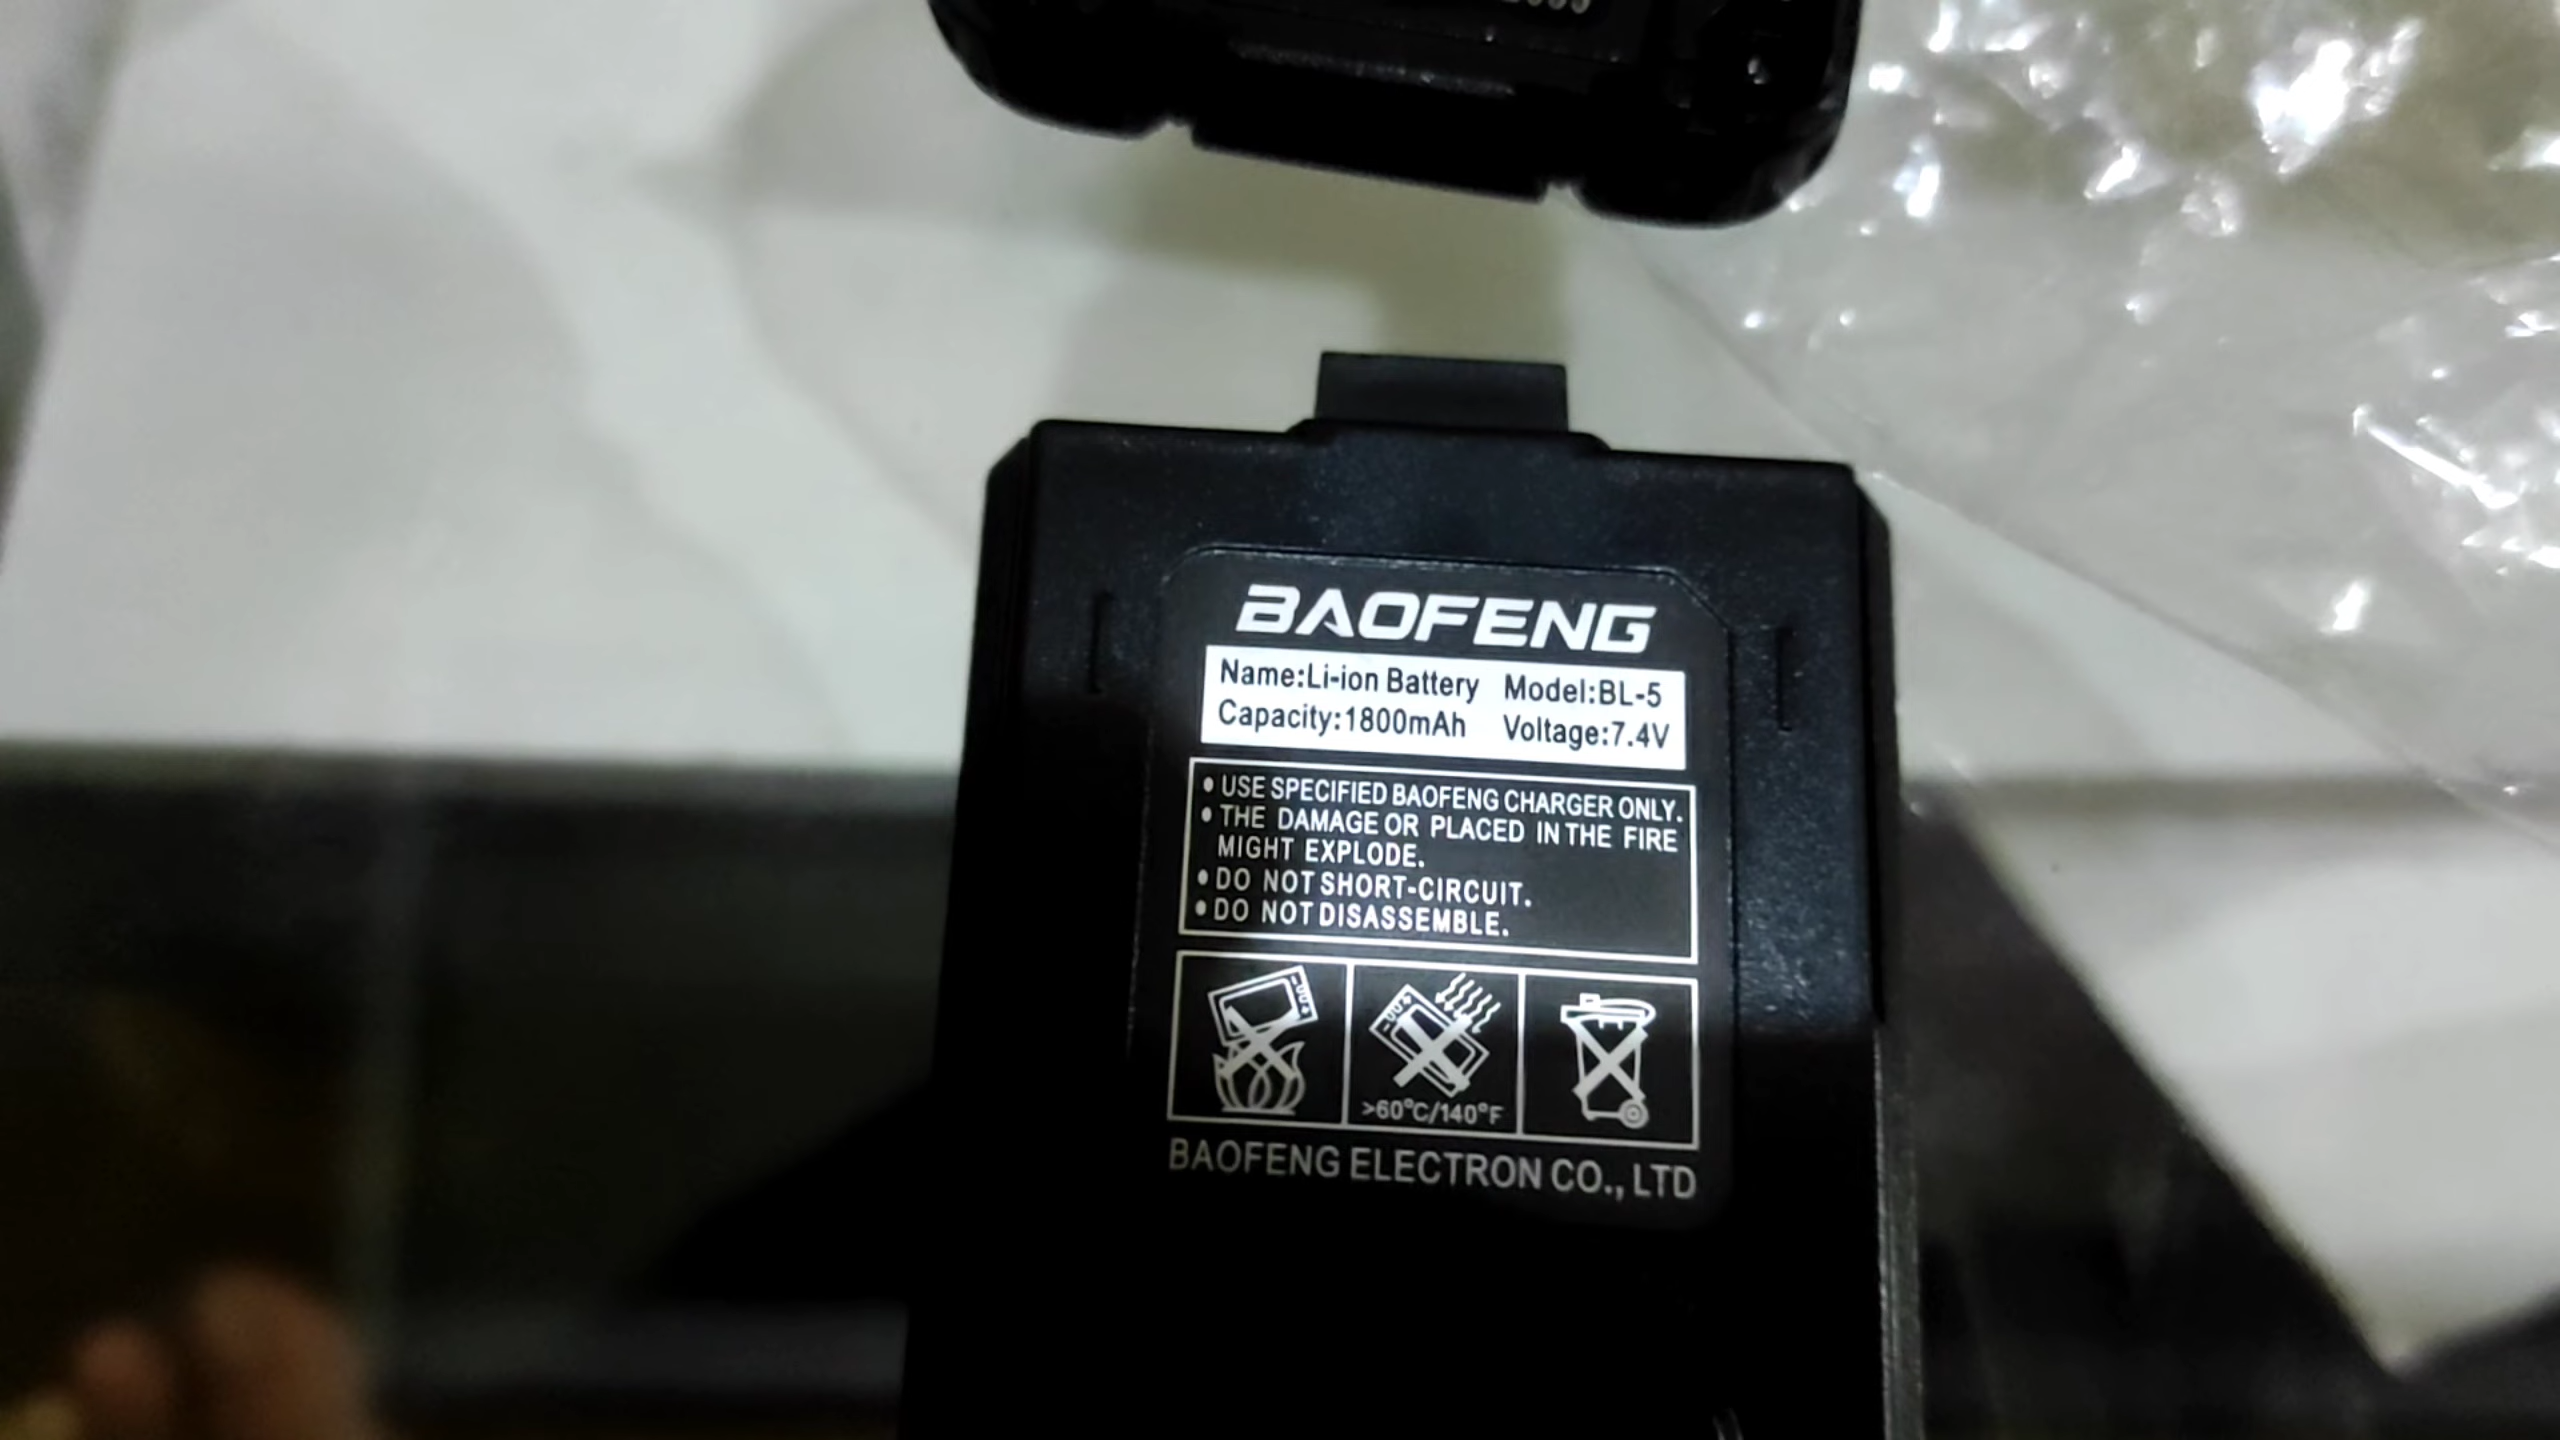 BAOFENG
Name:Li-ion Battery Model:BL-5
Capacity:1800mAh Voltage:7.4V
• USE SPECIFIED BAOFENG CHARGER ONLY.
• THE DAMAGE OR PLACED IN THE FIRE
MIGHT EXPLODE.
• DO NOT SHORT-CIRCUIT.
• DO NOT DISASSEMBLE.
>60°C/140°F
BAOFENG ELECTRON CO., LTD